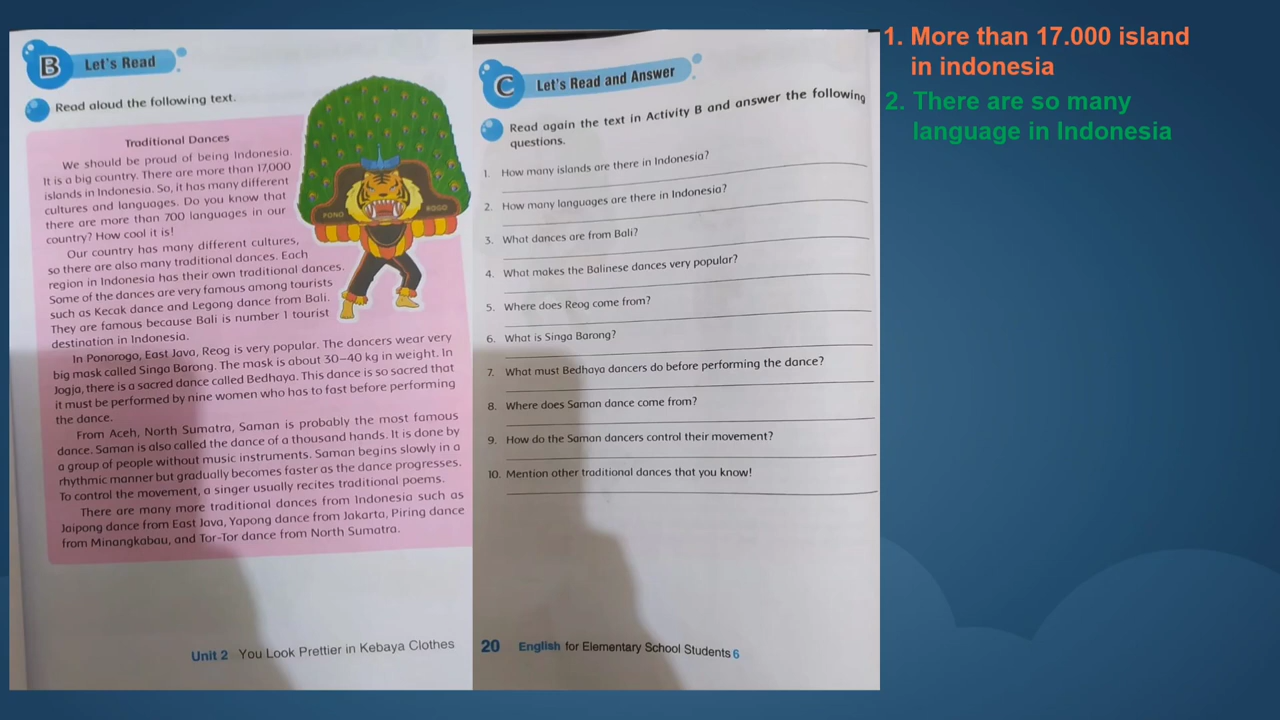 B Let's Read
Read aloud the following text.
Traditional Dances
We should be proud of being Indonesia.
It is a big country. There are more than 17,000
islands in Indonesia. So, it has many different
cultures and languages. Do you know that
there are more than 700 languages in our
country? How cool it is!
Our country has many different cultures,
so there are also many traditional dances. Each
region in Indonesia has their own traditional dances.
Some of the dances are very famous among tourists
such as Kecak dance and Legong dance from Bali.
They are famous because Bali is number 1 tourist
destination in Indonesia.
In Ponorogo, East Java, Reog is very popular. The dancers wear very
big mask called Singa Barong. The mask is about 30–40 kg in weight. In
Jogja, there is a sacred dance called Bedhaya. This dance is so sacred that
it must be performed by nine women who has to fast before performing
the dance.
From Aceh, North Sumatra, Saman is probably the most famous
dance. Saman is also called the dance of a thousand hands. It is done by
a group of people without music instruments. Saman begins slowly in a
rhythmic manner but gradually becomes faster as the dance progresses.
To control the movement, a singer usually recites traditional poems.
There are many more traditional dances from Indonesia such as
Jaipong dance from East Java, Yapong dance from Jakarta, Piring dance
from Minangkabau, and Tor-Tor dance from North Sumatra.
PONO ROGO
Unit 2 You Look Prettier in Kebaya Clothes
C Let's Read and Answer
Read again the text in Activity B and answer the following
questions.
1. How many islands are there in Indonesia?
2. How many languages are there in Indonesia?
3. What dances are from Bali?
4. What makes the Balinese dances very popular?
5. Where does Reog come from?
6. What is Singa Barong?
7. What must Bedhaya dancers do before performing the dance?
8. Where does Saman dance come from?
9. How do the Saman dancers control their movement?
10. Mention other traditional dances that you know!
20 English for Elementary School Students 6
1. More than 17.000 island
in indonesia
2. There are so many
language in Indonesia